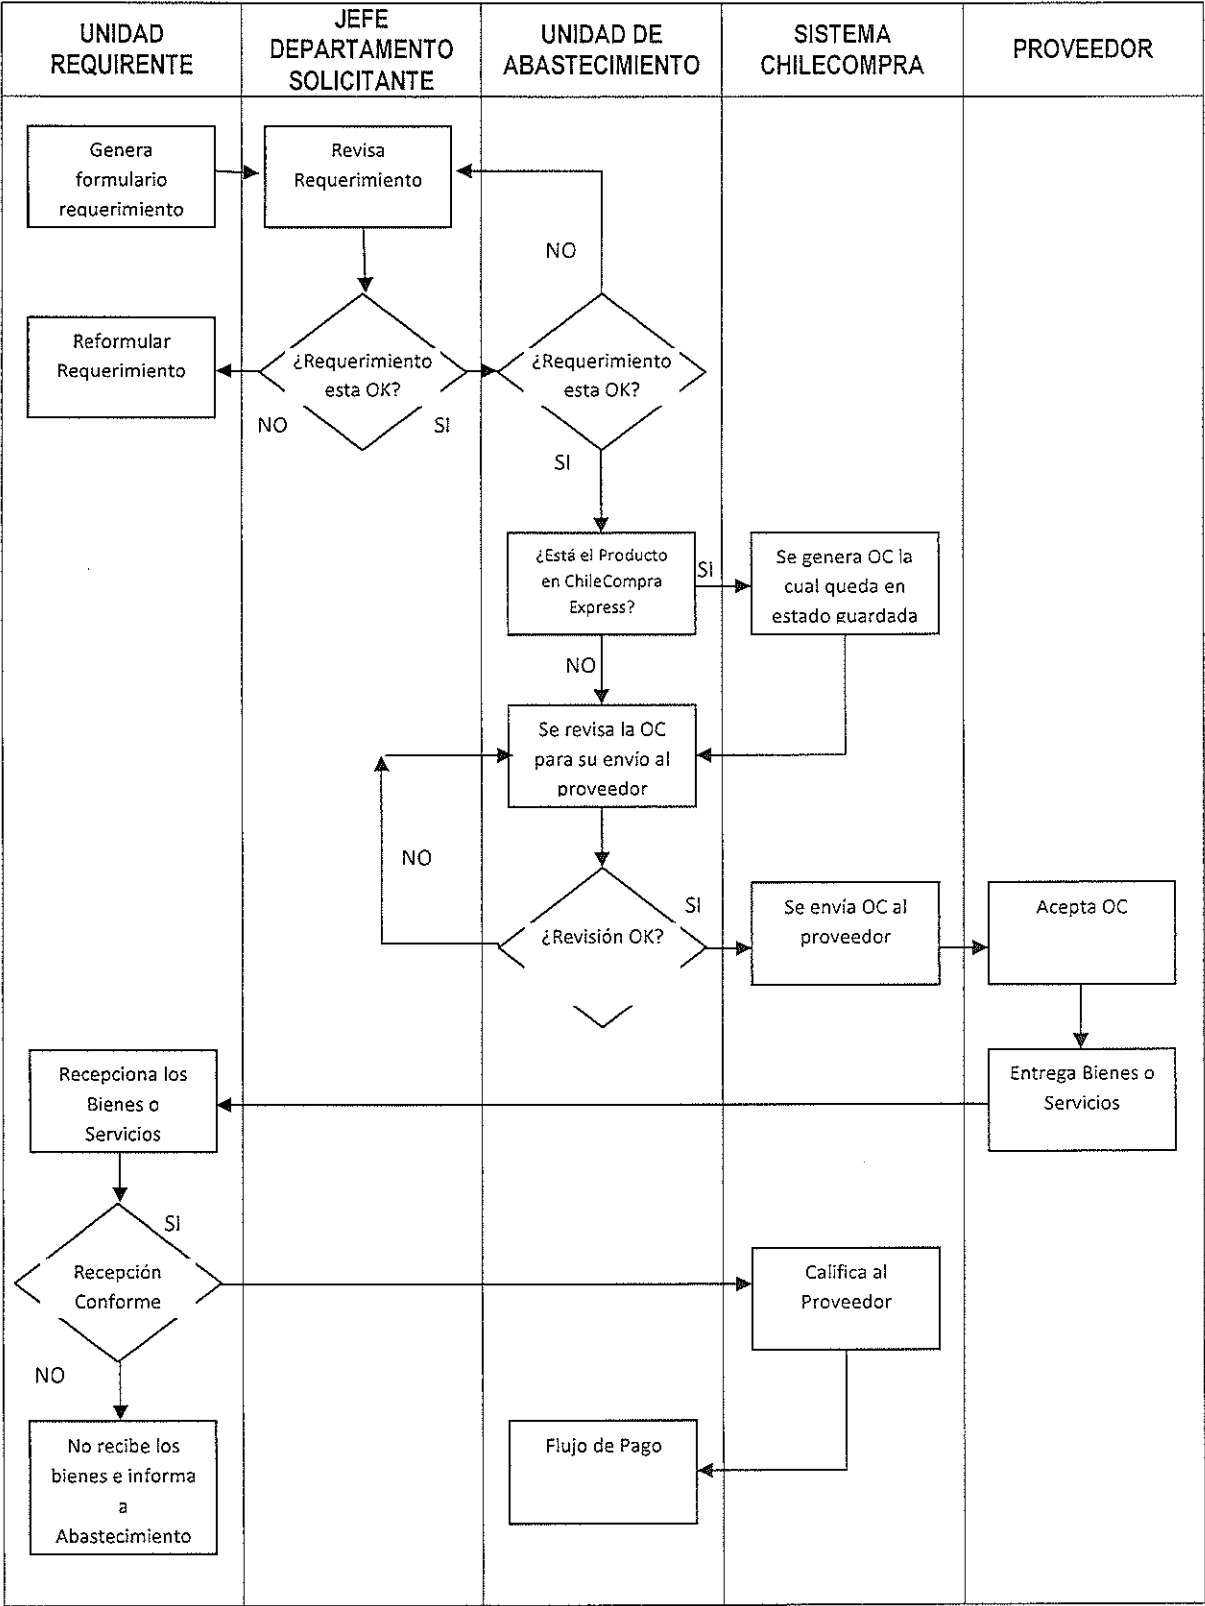 UNIDAD
REQUIRENTE
JEFE
DEPARTAMENTO
SOLICITANTE
UNIDAD DE
ABASTECIMIENTO
SISTEMA
CHILECOMPRA
PROVEEDOR
Genera
formulario
requerimiento
Revisa
Requerimiento
NO
Reformular
Requerimiento
¿Requerimiento
esta OK?
NO
SI
¿Requerimiento
esta OK?
SI
¿Está el Producto
en ChileCompra
Express?
SI
Se genera OC la
cual queda en
estado guardada
NO
Se revisa la OC
para su envío al
proveedor
NO
¿Revisión OK?
SI
Se envía OC al
proveedor
Acepta OC
Entrega Bienes o
Servicios
Recepciona los
Bienes o
Servicios
SI
Recepción
Conforme
Califica al
Proveedor
NO
No recibe los
bienes e informa
a
Abastecimiento
Flujo de Pago